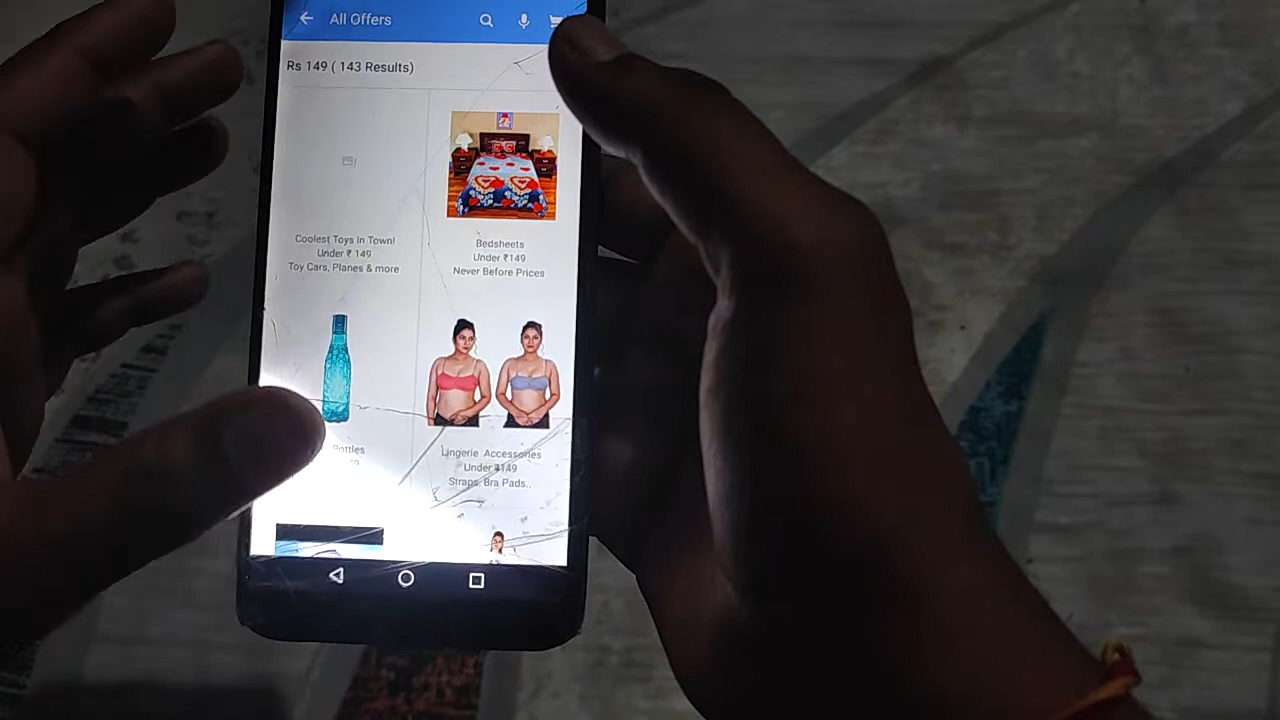 All Offers
Rs 149 ( 143 Results)
Coolest Toys in Town!
Under ₹ 149
Toy Cars, Planes & more
Bedsheets
Under ₹149
Never Before Prices
Bottles
Lingerie Accessories
Under ₹149
Straps, Bra Pads..